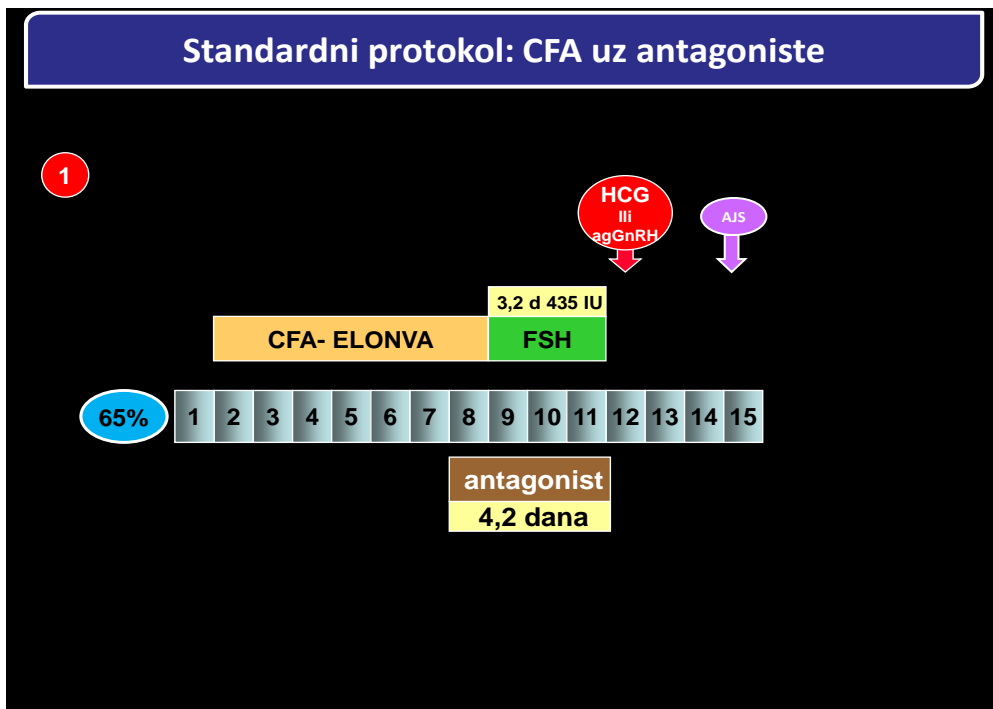 Standardni protokol: CFA uz antagoniste
1
HCG
Ili
agGnRH
AJS
3,2 d 435 IU
CFA- ELONVA
FSH
65%
1 2 3 4 5 6 7 8 9 10 11 12 13 14 15
antagonist
4,2 dana